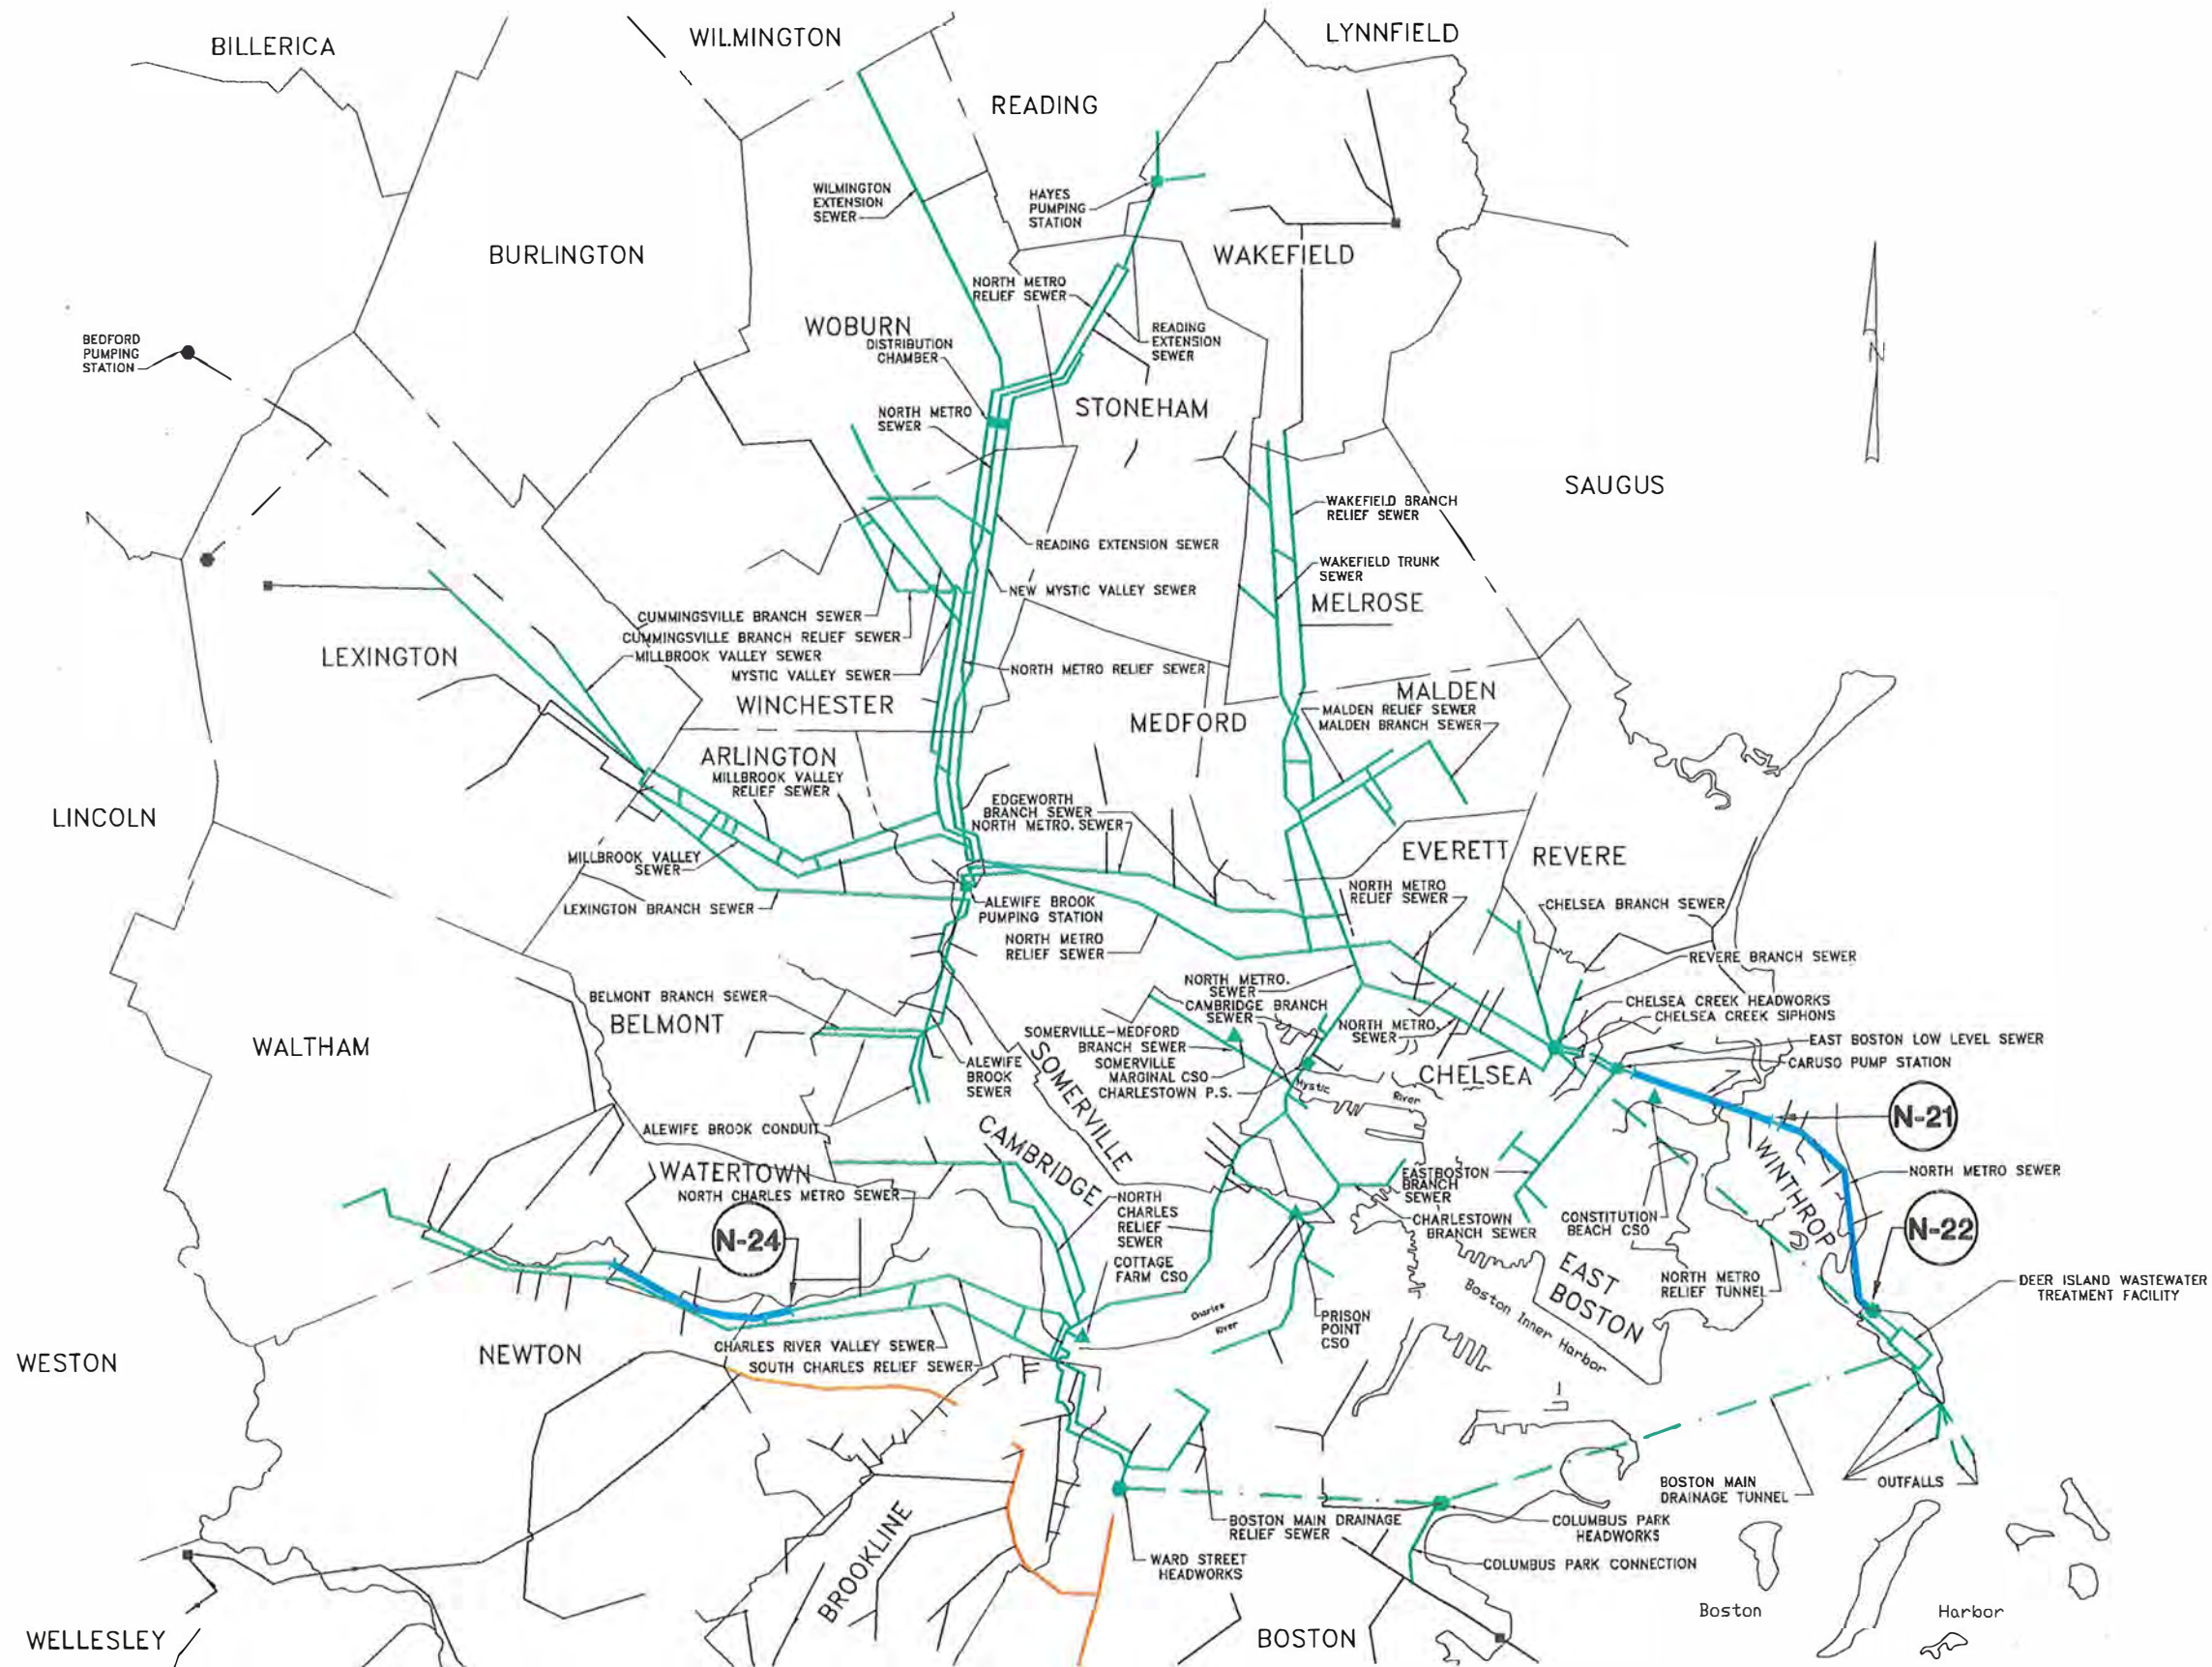 BILLERICA
WILMINGTON
LYNNFIELD
READING
WILMINGTON
EXTENSION
SEWER
HAYES
PUMPING
STATION
BURLINGTON
WAKEFIELD
NORTH METRO
RELIEF SEWER
WOBURN
DISTRIBUTION
CHAMBER
READING
EXTENSION
SEWER
BEDFORD
PUMPING
STATION
N
NORTH METRO
SEWER
STONEHAM
SAUGUS
WAKEFIELD BRANCH
RELIEF SEWER
READING EXTENSION SEWER
WAKEFIELD TRUNK
SEWER
NEW MYSTIC VALLEY SEWER
MELROSE
CUMMINGSVILLE BRANCH SEWER
CUMMINGSVILLE BRANCH RELIEF SEWER
MILLBROOK VALLEY SEWER
MYSTIC VALLEY SEWER
LEXINGTON
NORTH METRO RELIEF SEWER
WINCHESTER
MEDFORD
MALDEN
MALDEN RELIEF SEWER
MALDEN BRANCH SEWER
ARLINGTON
MILLBROOK VALLEY
RELIEF SEWER
LINCOLN
EDGEWORTH
BRANCH SEWER
NORTH METRO. SEWER
EVERETT
REVERE
MILLBROOK VALLEY
SEWER
LEXINGTON BRANCH SEWER
ALEWIFE BROOK
PUMPING STATION
NORTH METRO
RELIEF SEWER
NORTH METRO
RELIEF SEWER
CHELSEA BRANCH SEWER
REVERE BRANCH SEWER
BELMONT BRANCH SEWER
BELMONT
NORTH METRO.
SEWER
CAMBRIDGE BRANCH
SEWER
CHELSEA CREEK HEADWORKS
CHELSEA CREEK SIPHONS
WALTHAM
SOMERVILLE-MEDFORD
BRANCH SEWER
NORTH METRO.
SEWER
EAST BOSTON LOW LEVEL SEWER
CARUSO PUMP STATION
ALEWIFE
BROOK
SEWER
SOMERVILLE
SOMERVILLE
MARGINAL CSO
CHARLESTOWN P.S.
CHELSEA
Mystic
River
N-21
ALEWIFE BROOK CONDUIT
CAMBRIDGE
WATERTOWN
NORTH CHARLES METRO SEWER
WINTHROP
NORTH METRO SEWER
EASTBOSTON
BRANCH
SEWER
NORTH
CHARLES
RELIEF
SEWER
CHARLESTOWN
BRANCH SEWER
CONSTITUTION
BEACH CSO
N-22
N-24
COTTAGE
FARM CSO
EAST
BOSTON
NORTH METRO
RELIEF TUNNEL
DEER ISLAND WASTEWATER
TREATMENT FACILITY
Charles
River
PRISON
POINT
CSO
Boston Inner Harbor
WESTON
NEWTON
CHARLES RIVER VALLEY SEWER
SOUTH CHARLES RELIEF SEWER
BOSTON MAIN
DRAINAGE TUNNEL
OUTFALLS
BROOKLINE
BOSTON MAIN DRAINAGE
RELIEF SEWER
COLUMBUS PARK
HEADWORKS
WARD STREET
HEADWORKS
COLUMBUS PARK CONNECTION
Boston
Harbor
WELLESLEY
BOSTON